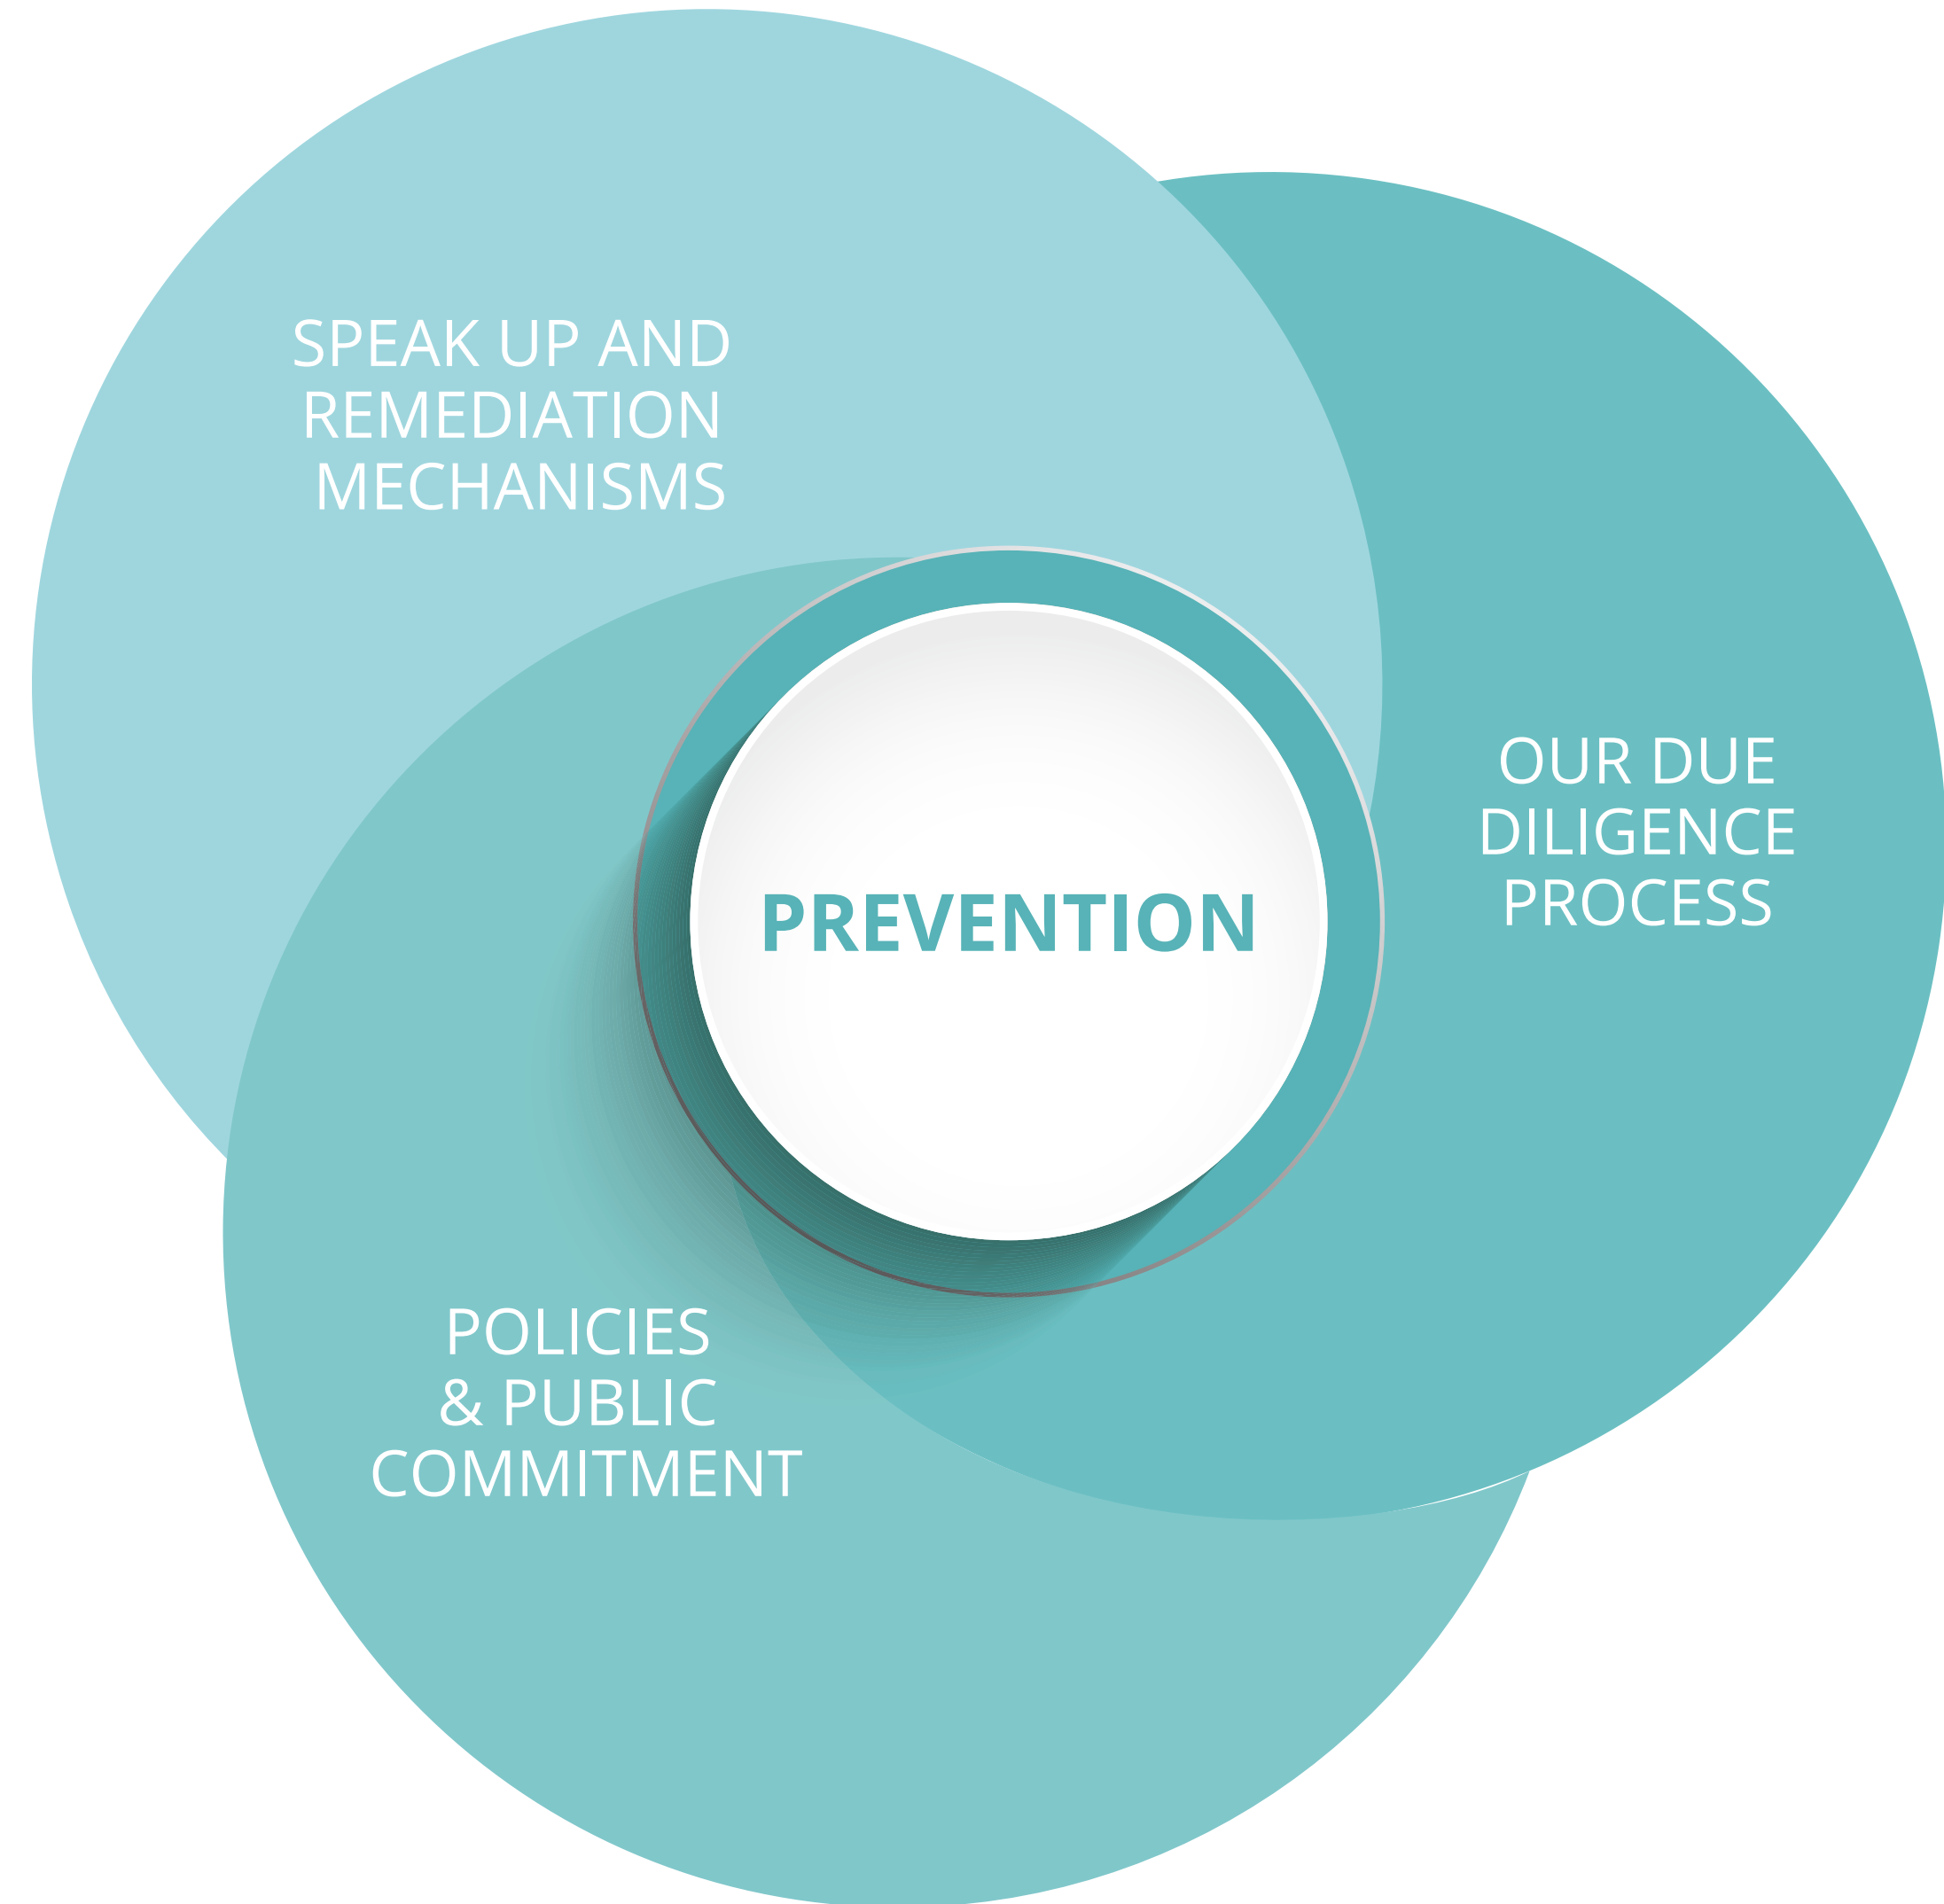 SPEAK UP AND
REMEDIATION
MECHANISMS
OUR DUE
DILIGENCE
PROCESS
PREVENTION
POLICIES
& PUBLIC
COMMITMENT